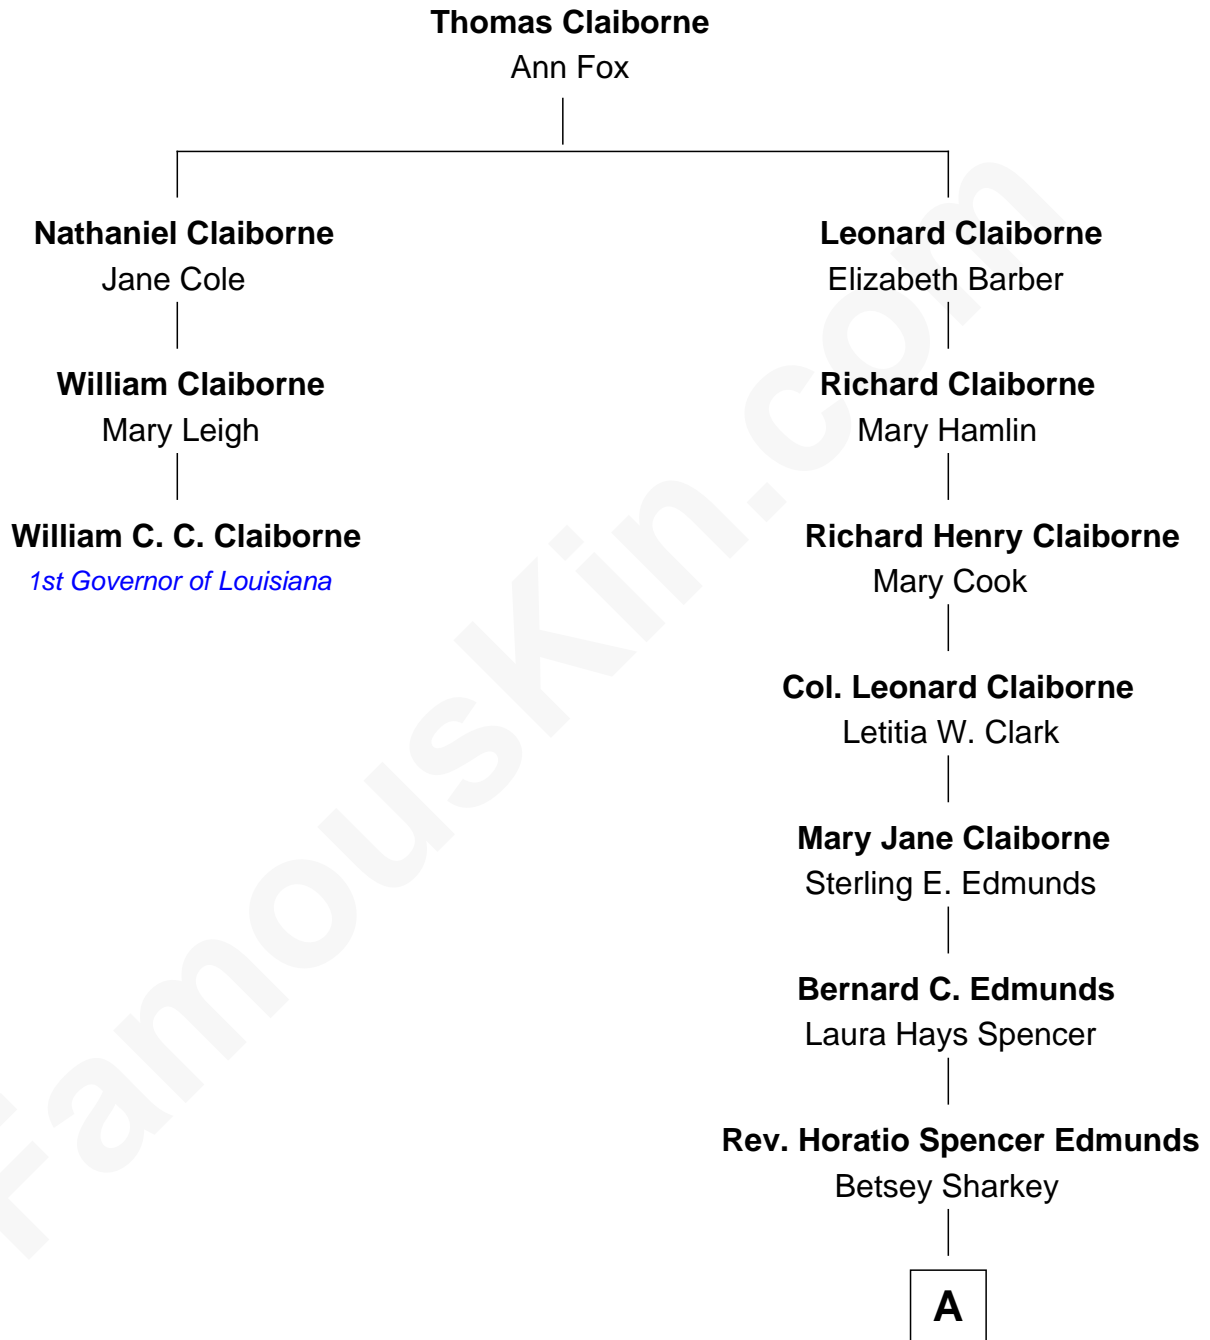 Thomas Claiborne
Ann Fox
Nathaniel Claiborne
Jane Cole
William Claiborne
Mary Leigh
William C. C. Claiborne
1st Governor of Louisiana
Leonard Claiborne
Elizabeth Barber
Richard Claiborne
Mary Hamlin
Richard Henry Claiborne
Mary Cook
Col. Leonard Claiborne
Letitia W. Clark
Mary Jane Claiborne
Sterling E. Edmunds
Bernard C. Edmunds
Laura Hays Spencer
Rev. Horatio Spencer Edmunds
Betsey Sharkey
A
FamousKin.com